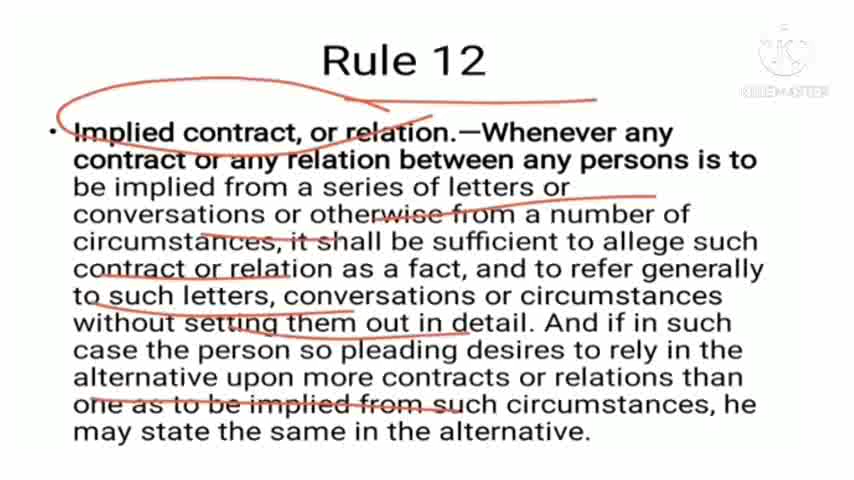 Rule 12
KINEMASTER
• Implied contract, or relation.—Whenever any
contract or any relation between any persons is to
be implied from a series of letters or
conversations or otherwise from a number of
circumstances, it shall be sufficient to allege such
contract or relation as a fact, and to refer generally
to such letters, conversations or circumstances
without setting them out in detail. And if in such
case the person so pleading desires to rely in the
alternative upon more contracts or relations than
one as to be implied from such circumstances, he
may state the same in the alternative.